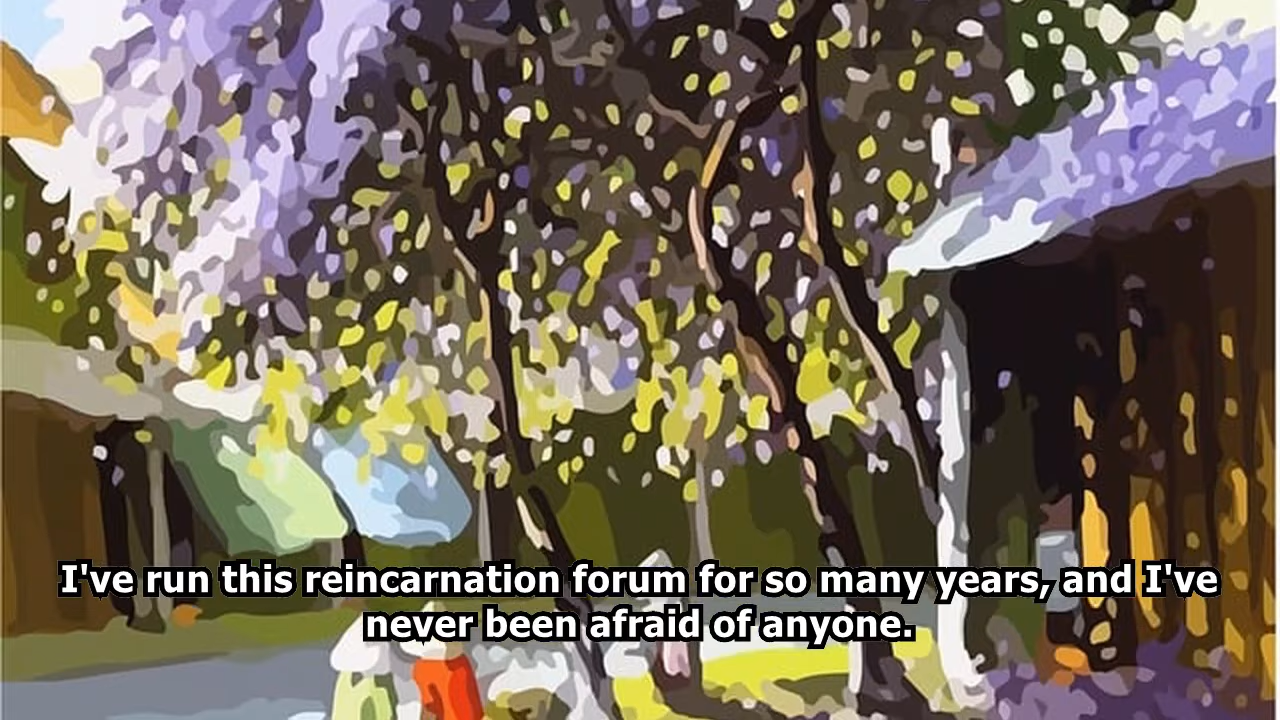 I've run this reincarnation forum for so many years, and I've
never been afraid of anyone.